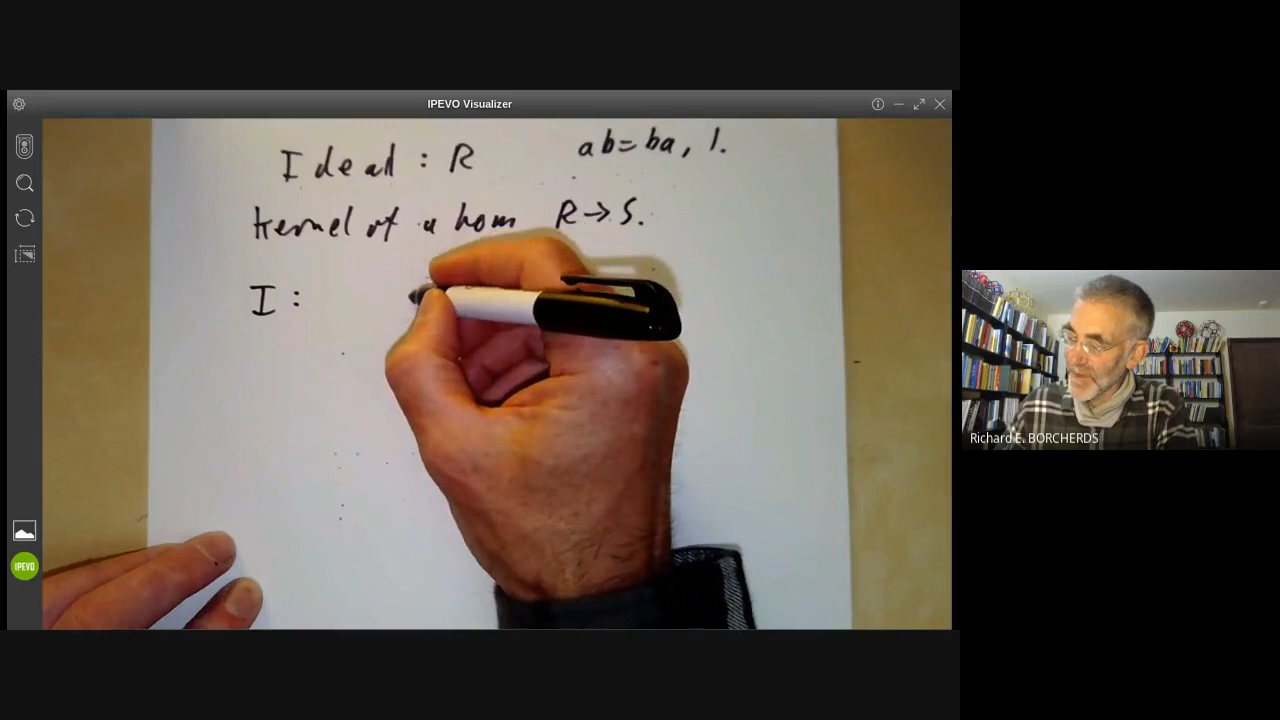 IPEVO Visualizer
Ideal : R ab=ba, 1.
kernel of a hom R→S.
I :
IPEVO
Richard E. BORCHERDS